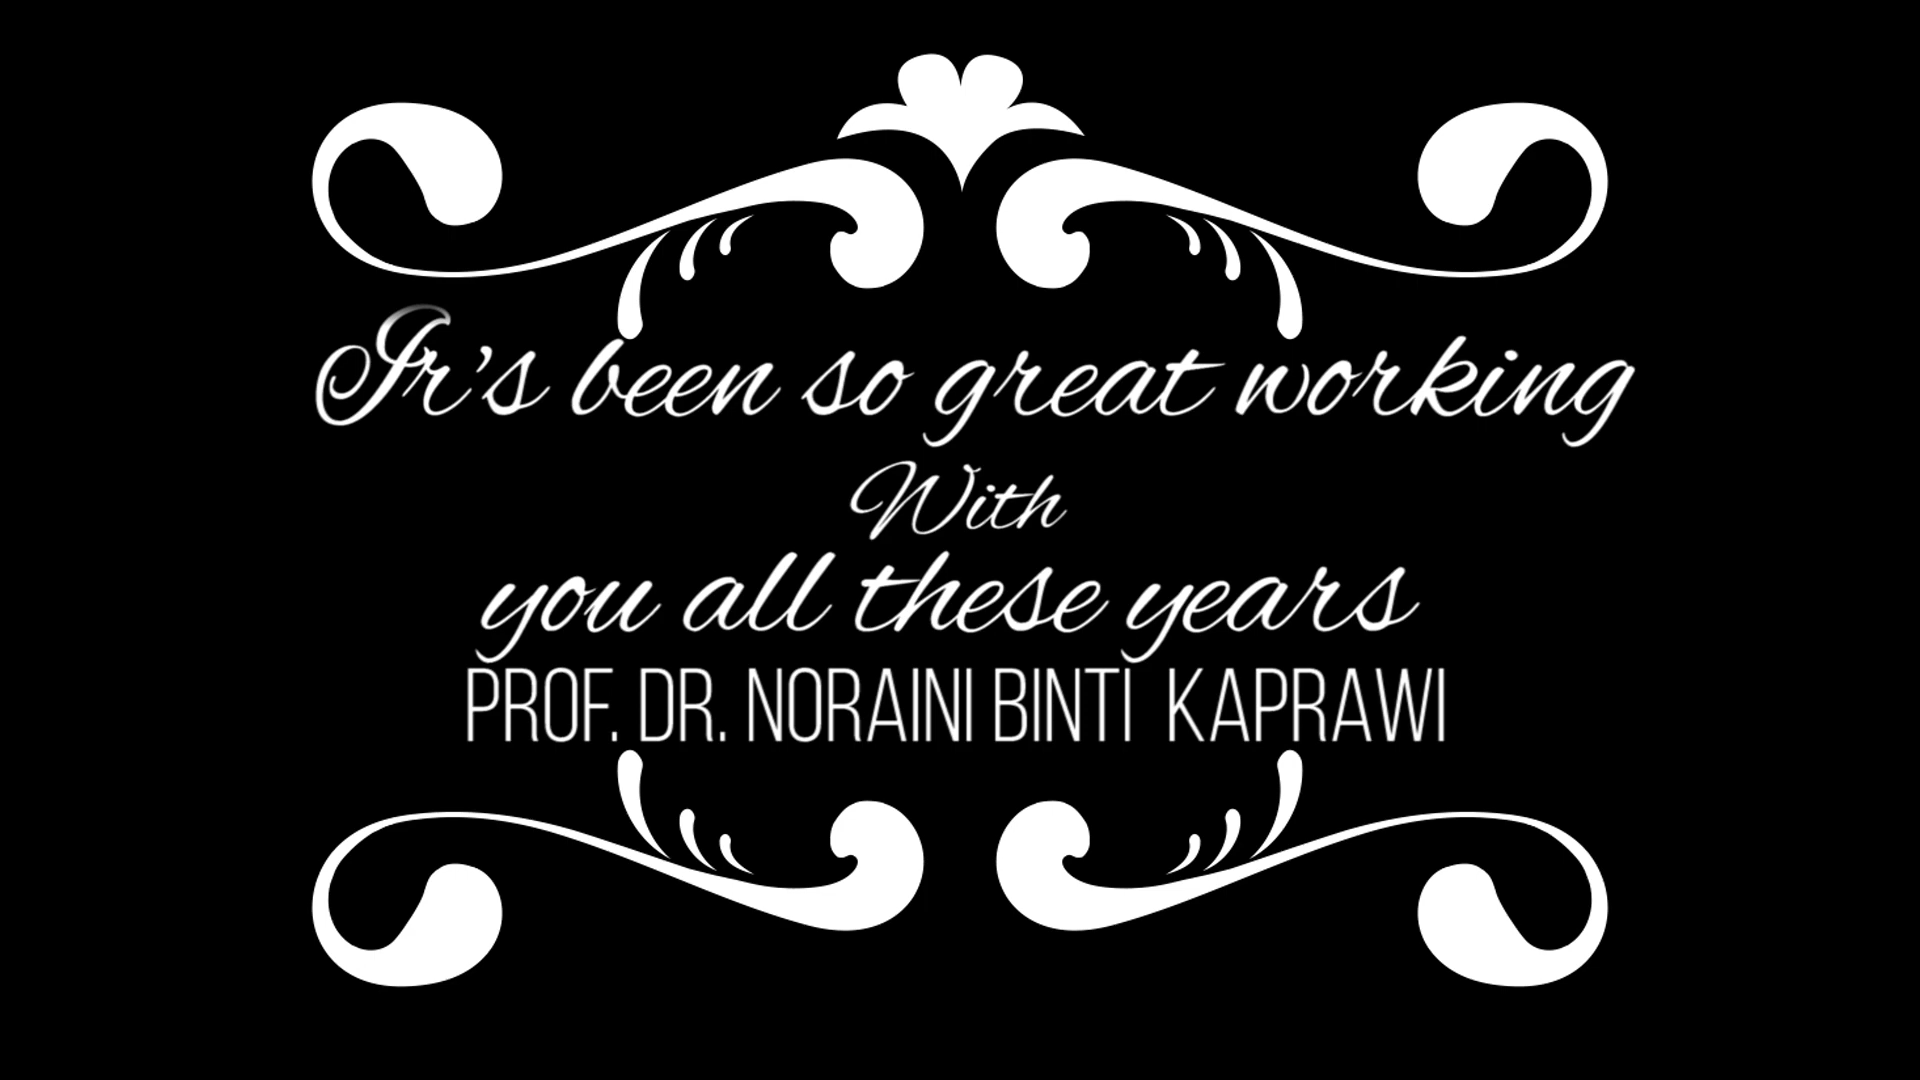 Ir's been so great working
With
you all these years
PROF. DR. NORAINI BINTI KAPRAWI